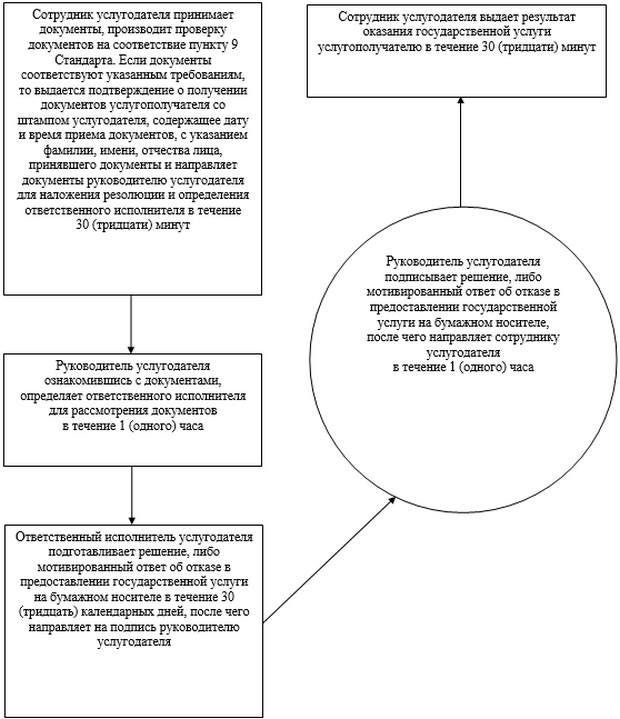 Сотрудник услугодателя принимает
документы, производит проверку
документов на соответствие пункту 9
Стандарта. Если документы
соответствуют указанным требованиям,
то выдается подтверждение о получении
документов услугополучателя со
штампом услугодателя, содержащее дату
и время приема документов, с указанием
фамилии, имени, отчества лица,
принявшего документы и направляет
документы руководителю услугодателя
для наложения резолюции и определения
ответственного исполнителя в течение
30 (тридцати) минут
Руководитель услугодателя
ознакомившись с документами,
определяет ответственного исполнителя
для рассмотрения документов
в течение 1 (одного) часа
Ответственный исполнитель услугодателя
подготавливает решение, либо
мотивированный ответ об отказе в
предоставлении государственной услуги
на бумажном носителе в течение 30
(тридцать) календарных дней, после чего
направляет на подпись руководителю
услугодателя
Руководитель услугодателя
подписывает решение, либо
мотивированный ответ об отказе в
предоставлении государственной
услуги на бумажном носителе,
после чего направляет сотруднику
услугодателя
в течение 1 (одного) часа
Сотрудник услугодателя выдает результат
оказания государственной услуги
услугополучателю в течение 30 (тридцати) минут